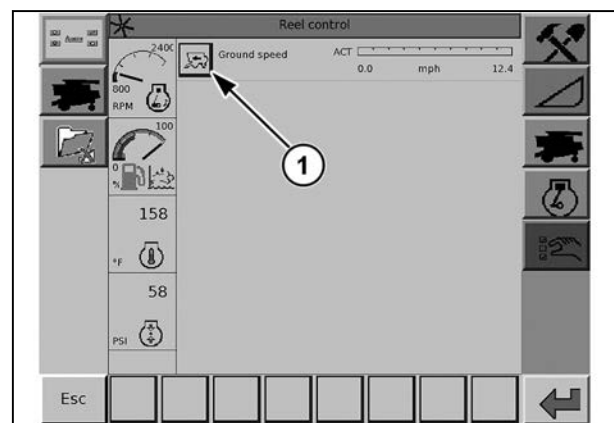 Reel control
2400
800
RPM
Ground speed
ACT
0.0 mph 12.4
100
0
%
1
158
°F
58
PSI
Esc